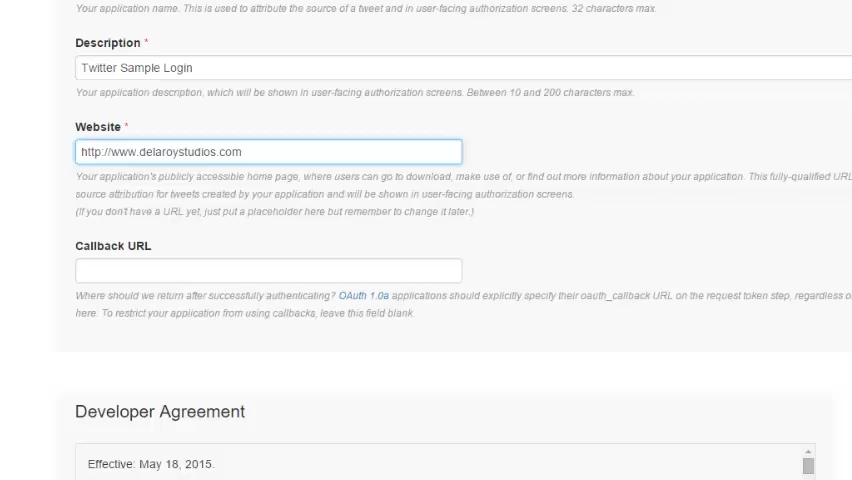 Your application name. This is used to attribute the source of a tweet and in user-facing authorization screens. 32 characters max.
Description *
Twitter Sample Login
Your application description, which will be shown in user-facing authorization screens. Between 10 and 200 characters max.
Website *
http://www.delaroystudios.com
Your application's publicly accessible home page, where users can go to download, make use of, or find out more information about your application. This fully-qualified URL
source attribution for tweets created by your application and will be shown in user-facing authorization screens.
(If you don't have a URL yet, just put a placeholder here but remember to change it later.)
Callback URL
Where should we return after successfully authenticating? OAuth 1.0a applications should explicitly specify their oauth_callback URL on the request token step, regardless
here. To restrict your application from using callbacks, leave this field blank.
Developer Agreement
Effective: May 18, 2015.